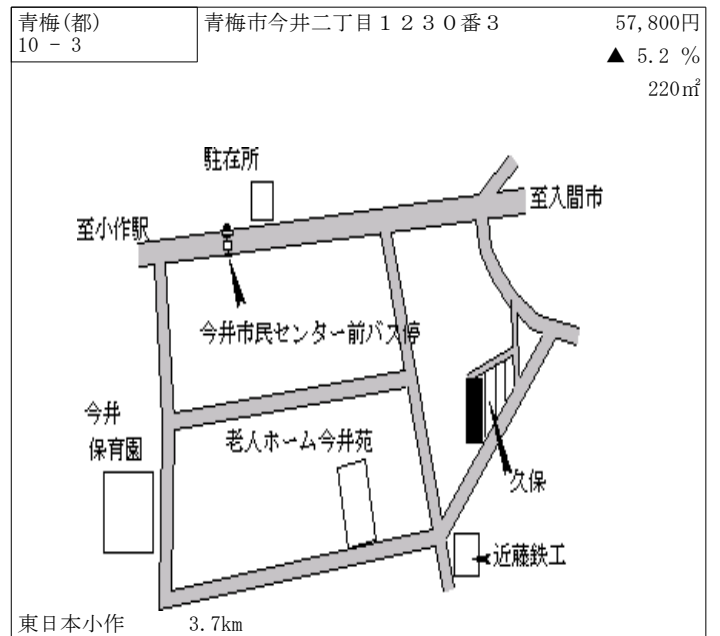 青梅(都)
10 - 3
青梅市今井二丁目１２３０番３
57,800円
▲ 5.2 %
220㎡
駐在所
至入間市
至小作駅
今井市民センター前バス停
今井
保育園
老人ホーム今井苑
久保
近藤鉄工
東日本小作 3.7km